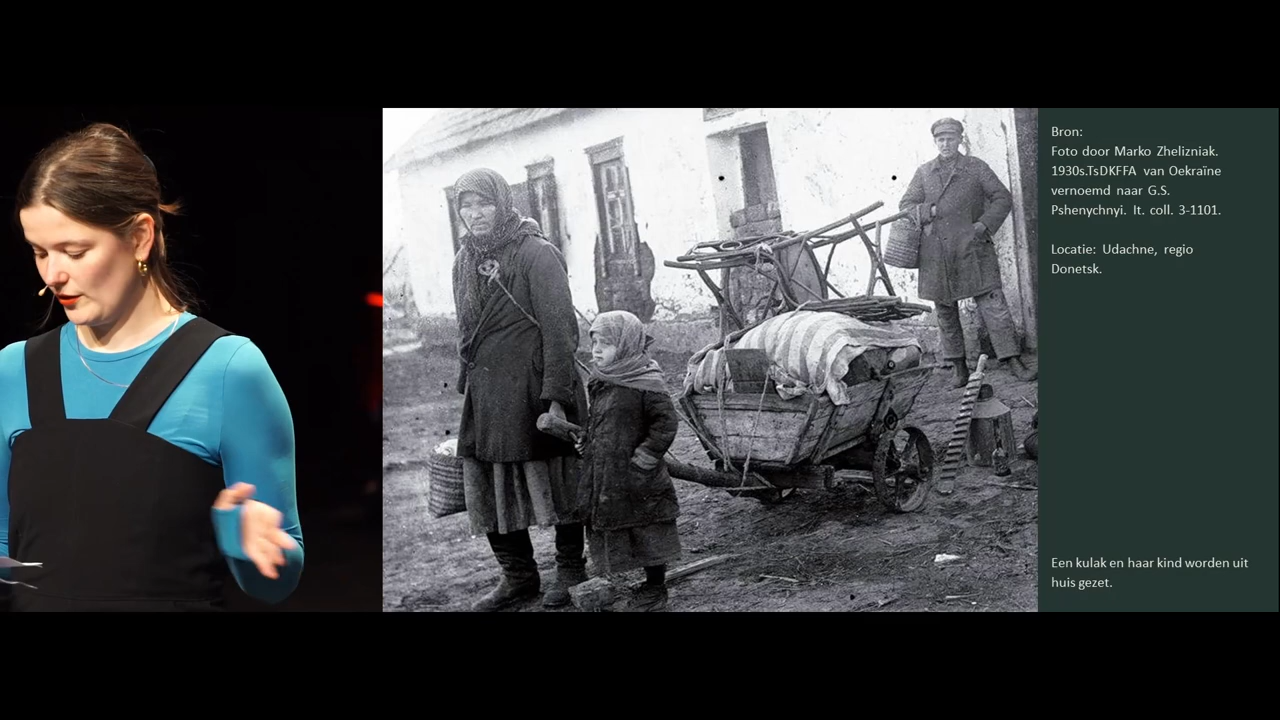 Bron:
Foto door Marko Zhelizniak.
1930s.TsDKFFA van Oekraïne
vernoemd naar G.S.
Pshenychnyi. It. coll. 3-1101.
Locatie: Udachne, regio
Donetsk.
Een kulak en haar kind worden uit
huis gezet.